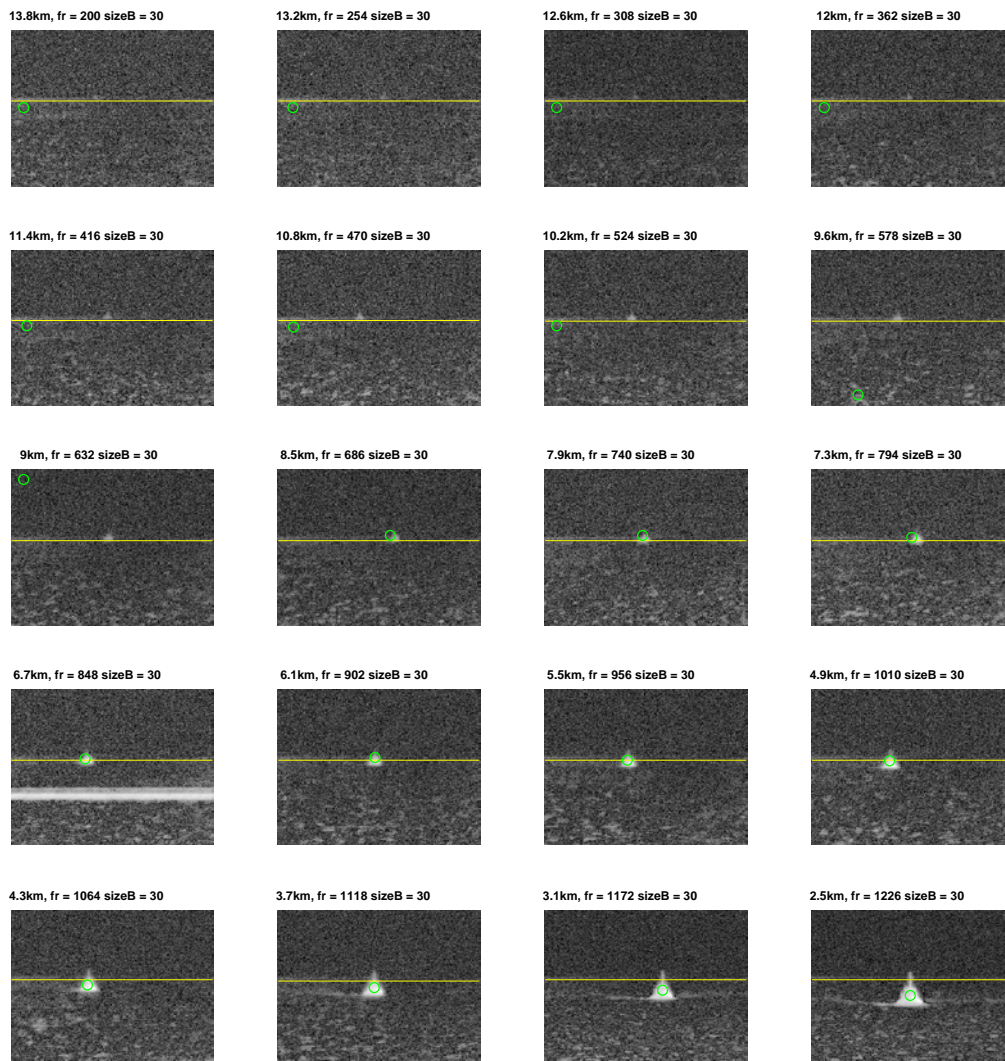 13.8km, fr = 200 sizeB = 30
13.2km, fr = 254 sizeB = 30
12.6km, fr = 308 sizeB = 30
12km, fr = 362 sizeB = 30
11.4km, fr = 416 sizeB = 30
10.8km, fr = 470 sizeB = 30
10.2km, fr = 524 sizeB = 30
9.6km, fr = 578 sizeB = 30
9km, fr = 632 sizeB = 30
8.5km, fr = 686 sizeB = 30
7.9km, fr = 740 sizeB = 30
7.3km, fr = 794 sizeB = 30
6.7km, fr = 848 sizeB = 30
6.1km, fr = 902 sizeB = 30
5.5km, fr = 956 sizeB = 30
4.9km, fr = 1010 sizeB = 30
4.3km, fr = 1064 sizeB = 30
3.7km, fr = 1118 sizeB = 30
3.1km, fr = 1172 sizeB = 30
2.5km, fr = 1226 sizeB = 30